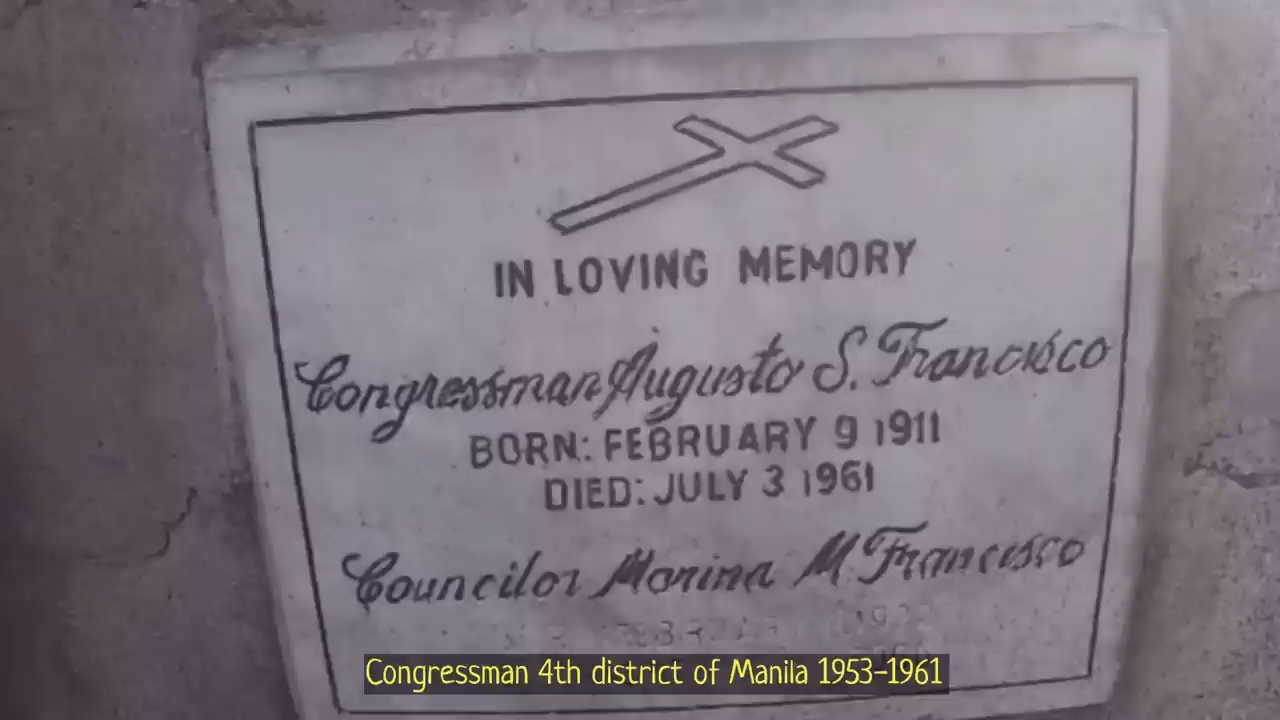 IN LOVING MEMORY
Congressman Augusto S. Francisco
BORN: FEBRUARY 9 1911
DIED: JULY 3 1961
Councilor Marina M. Francisco
Congressman 4th district of Manila 1953-1961